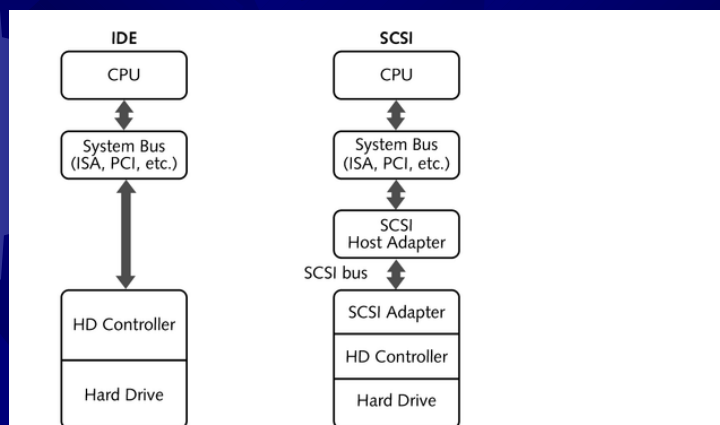 IDE
CPU
System Bus
(ISA, PCI, etc.)
HD Controller
Hard Drive
SCSI
CPU
System Bus
(ISA, PCI, etc.)
SCSI
Host Adapter
SCSI bus
SCSI Adapter
HD Controller
Hard Drive